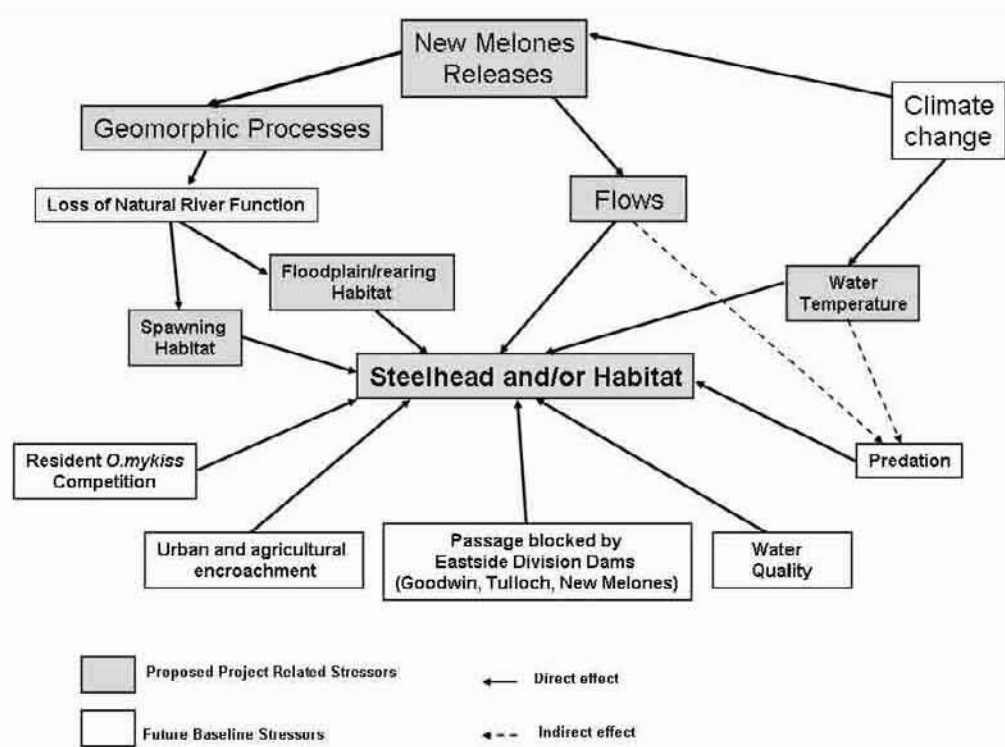 New Melones
Releases
Climate
change
Geomorphic Processes
Loss of Natural River Function
Flows
Floodplain/rearing
Habitat
Water
Temperature
Spawning
Habitat
Steelhead and/or Habitat
Resident O.mykiss
Competition
Predation
Urban and agricultural
encroachment
Passage blocked by
Eastside Division Dams
(Goodwin, Tulloch, New Melones)
Water
Quality
Proposed Project Related Stressors
Direct effect
Future Baseline Stressors
Indirect effect